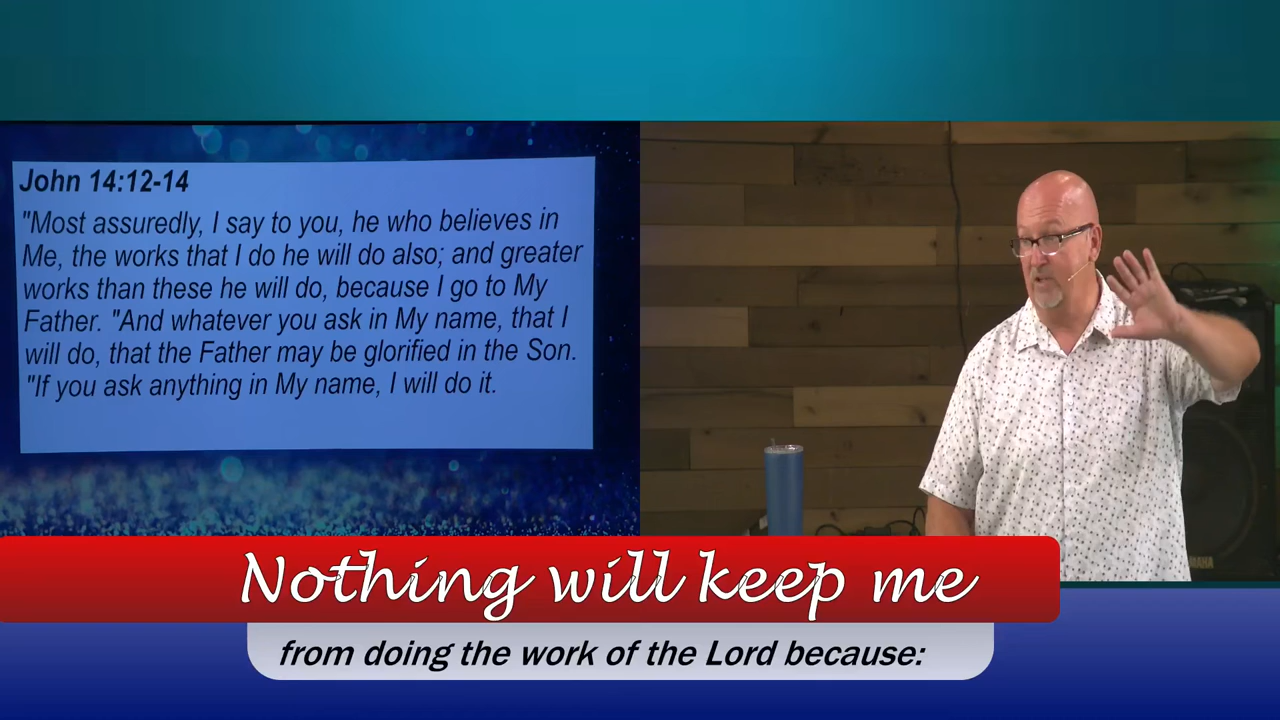 John 14:12-14
"Most assuredly, I say to you, he who believes in
Me, the works that I do he will do also; and greater
works than these he will do, because I go to My
Father. "And whatever you ask in My name, that I
will do, that the Father may be glorified in the Son.
"If you ask anything in My name, I will do it.
Nothing will keep me
from doing the work of the Lord because: